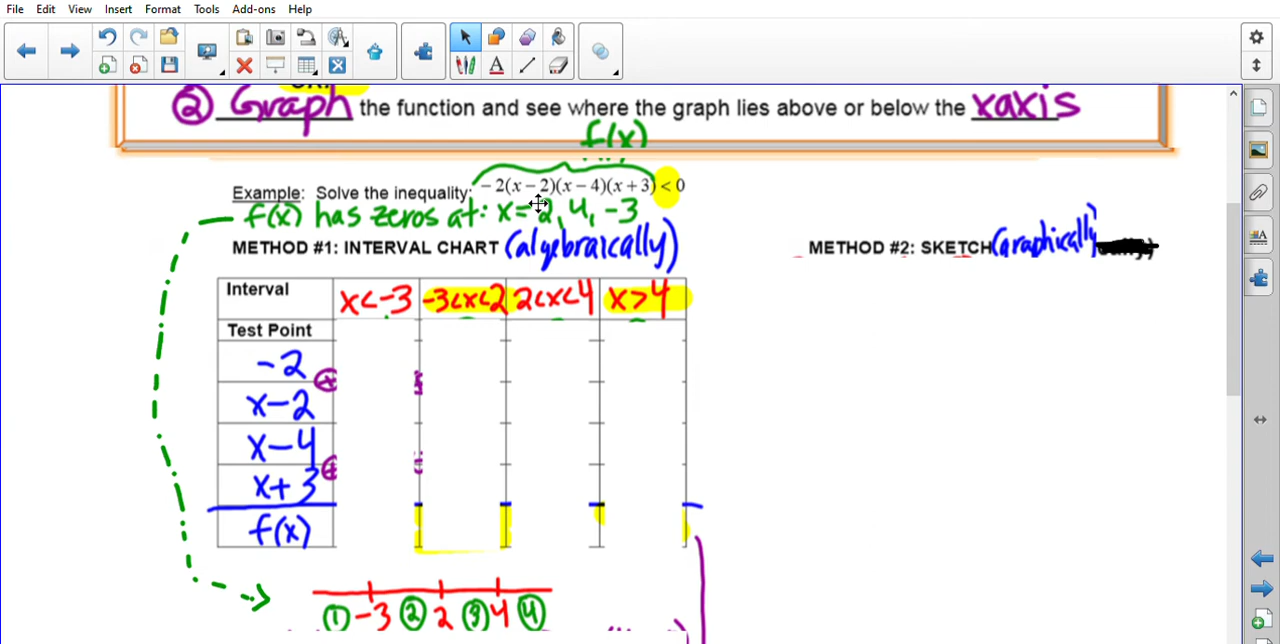 File Edit View Insert Format Tools Add-ons Help
② Graph the function and see where the graph lies above or below the xaxis
f(x)
Example: Solve the inequality: −2(x − 2)(x − 4)(x + 3) < 0
f(x) has zeros at: x=2, 4, -3
METHOD #1: INTERVAL CHART (algebraically)
METHOD #2: SKETCH (Graphically)
Interval x<-3 -3<x<2 2<x<4 x>4
Test Point
-2
x-2
x-4
x+3
f(x)
① -3 ② 2 ③ 4 ④